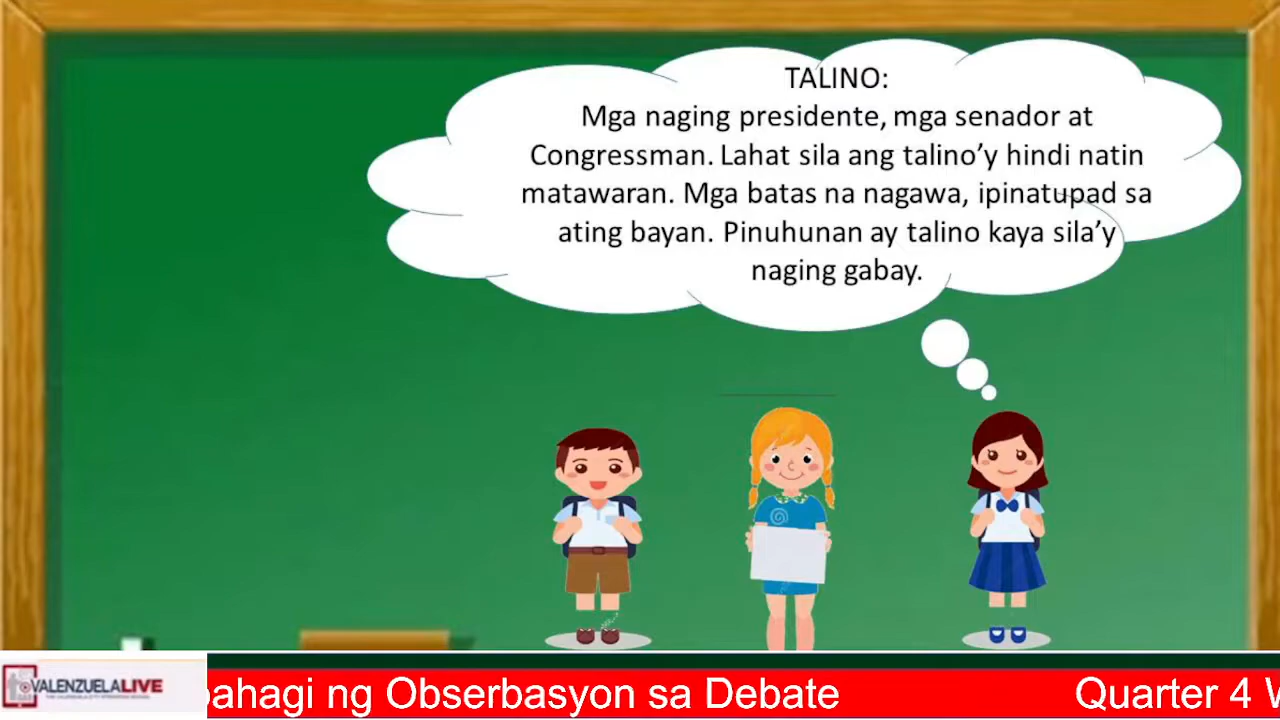 TALINO:
Mga naging presidente, mga senador at
Congressman. Lahat sila ang talino’y hindi natin
matawaran. Mga batas na nagawa, ipinatupad sa
ating bayan. Pinuhunan ay talino kaya sila’y
naging gabay.
VALENZUELALIVE
bahagi ng Obserbasyon sa Debate
Quarter 4 W